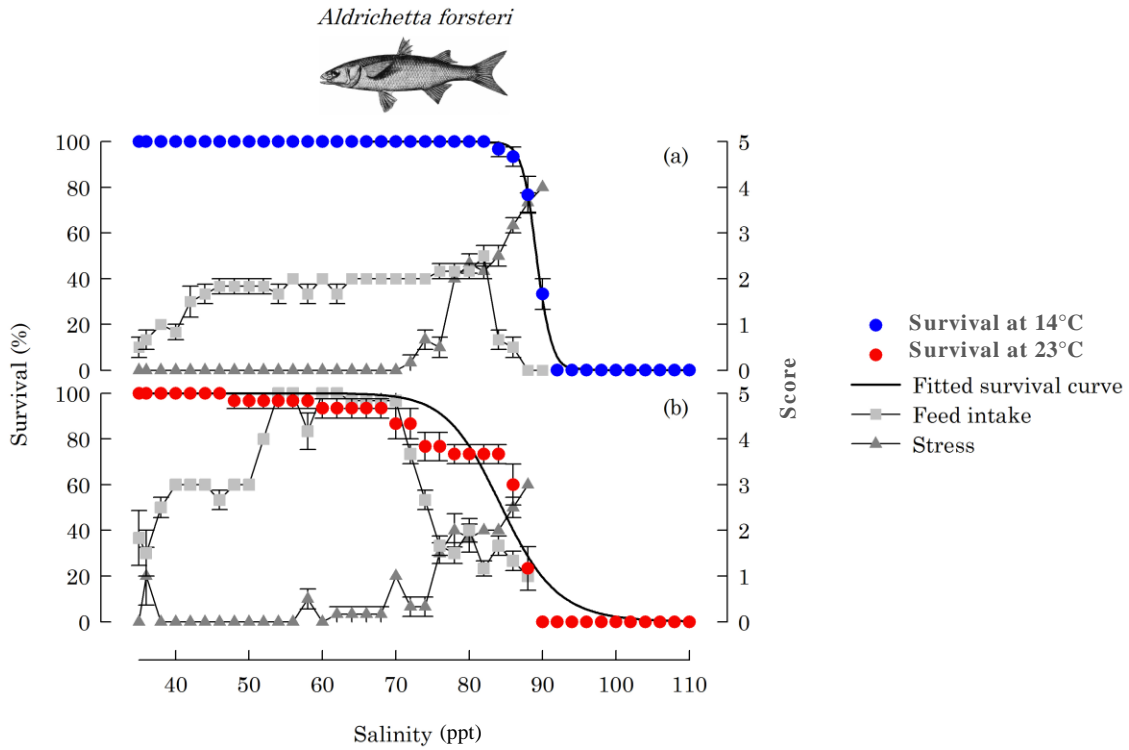 Aldrichetta forsteri
(a)
100
80
60
40
20
0
5
4
3
2
1
0
(b)
100
80
60
40
20
0
5
4
3
2
1
0
Survival (%)
Score
Survival at 14°C
Survival at 23°C
Fitted survival curve
Feed intake
Stress
40 50 60 70 80 90 100 110
Salinity (ppt)